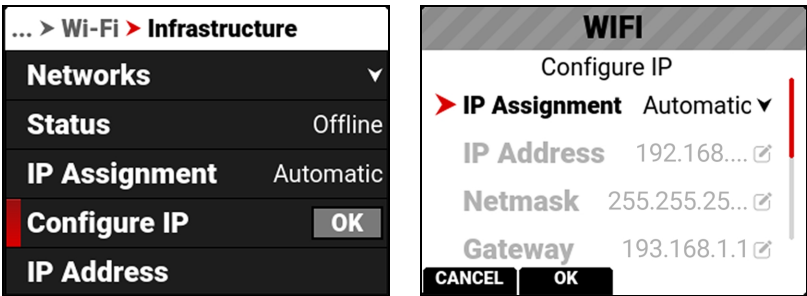 ... > Wi-Fi > Infrastructure
Networks
Status Offline
IP Assignment Automatic
Configure IP OK
IP Address
WIFI
Configure IP
IP Assignment Automatic
IP Address 192.168....
Netmask 255.255.25...
Gateway 193.168.1.1
CANCEL OK